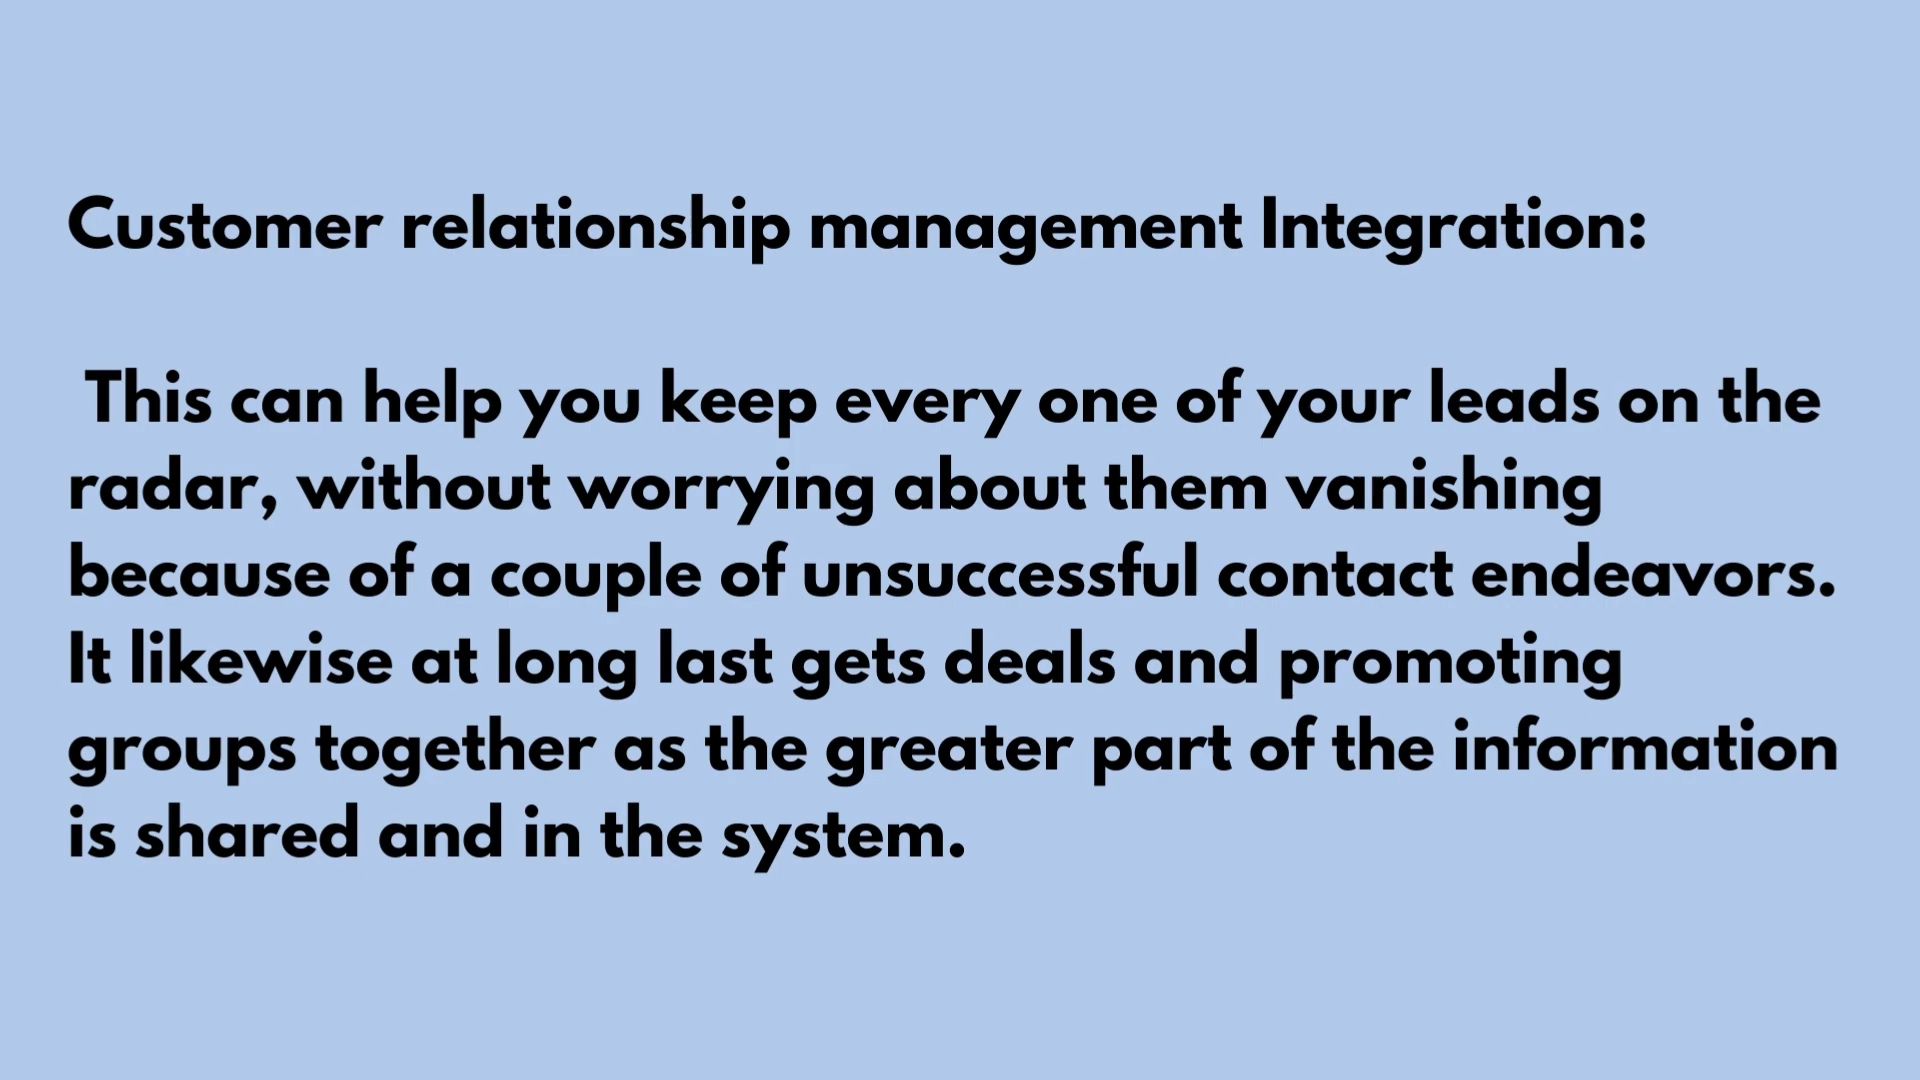 Customer relationship management Integration:
This can help you keep every one of your leads on the
radar, without worrying about them vanishing
because of a couple of unsuccessful contact endeavors.
It likewise at long last gets deals and promoting
groups together as the greater part of the information
is shared and in the system.